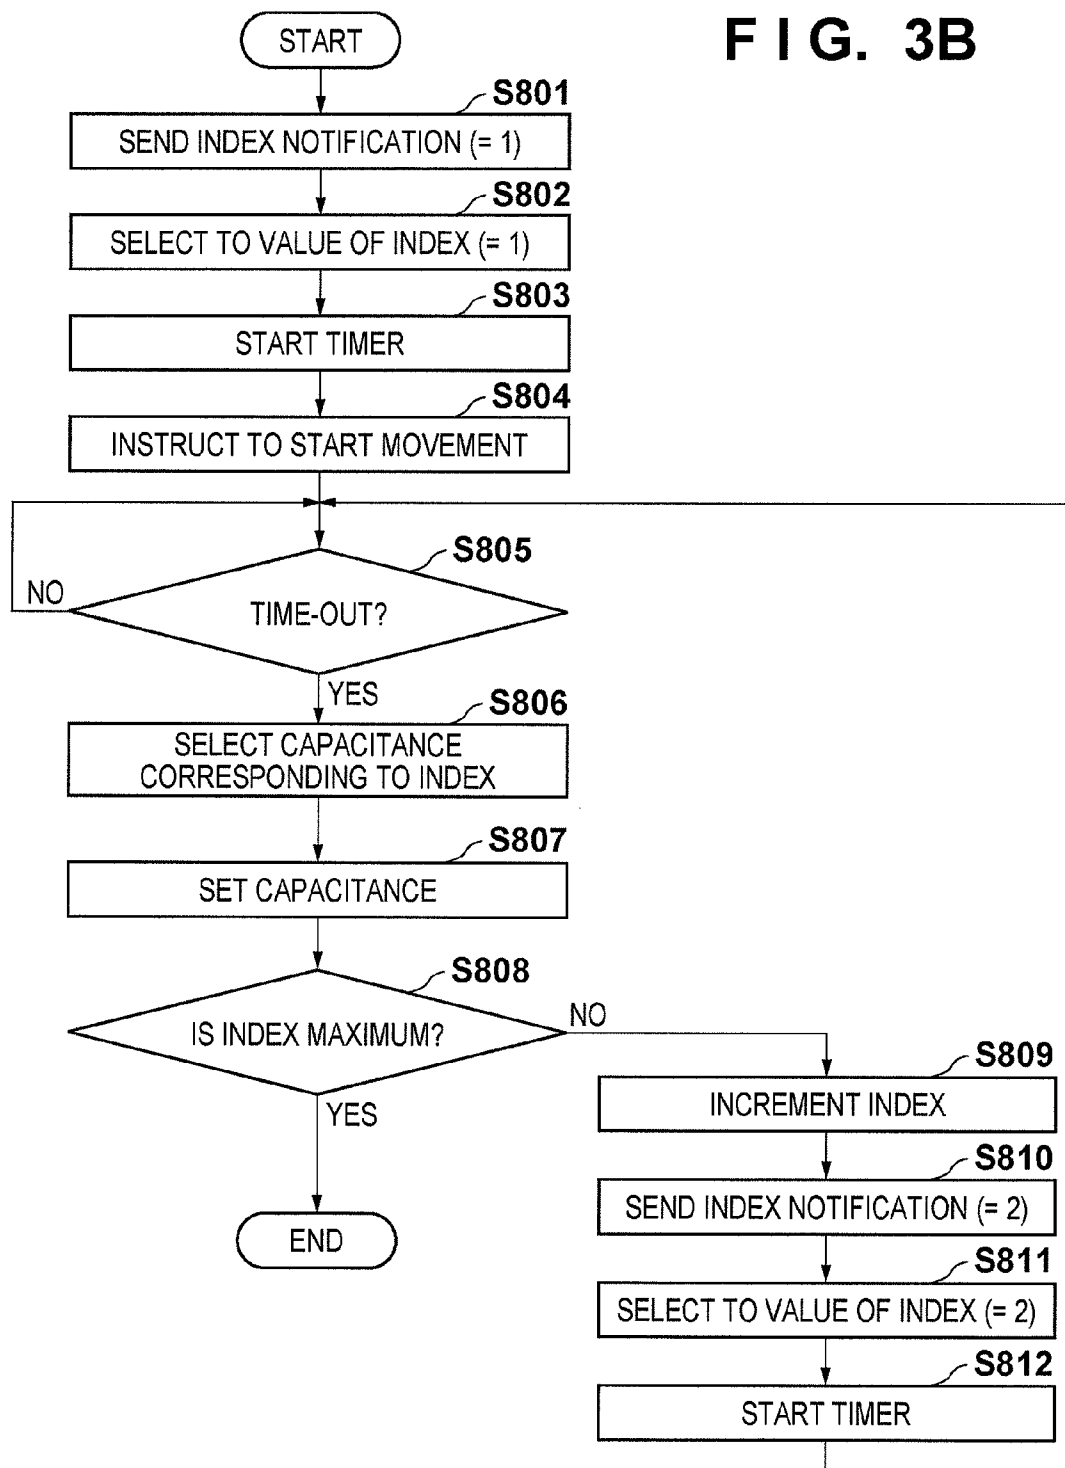 START
F I G. 3B
S801
SEND INDEX NOTIFICATION (= 1)
S802
SELECT TO VALUE OF INDEX (= 1)
S803
START TIMER
S804
INSTRUCT TO START MOVEMENT
S805
NO
TIME-OUT?
YES
S806
SELECT CAPACITANCE
CORRESPONDING TO INDEX
S807
SET CAPACITANCE
S808
IS INDEX MAXIMUM?
NO
YES
S809
INCREMENT INDEX
S810
SEND INDEX NOTIFICATION (= 2)
END
S811
SELECT TO VALUE OF INDEX (= 2)
S812
START TIMER